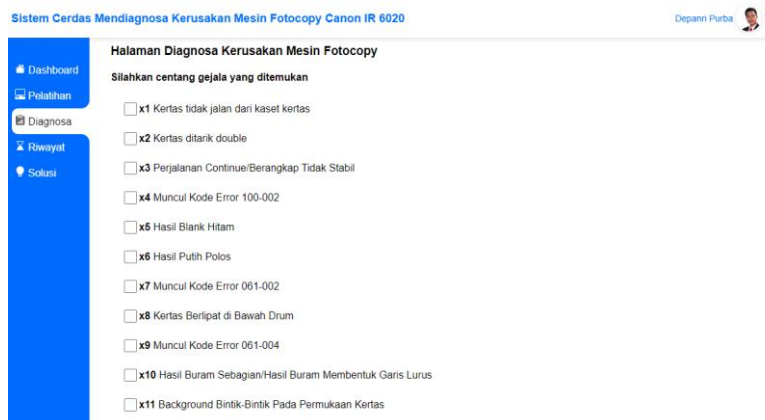 Sistem Cerdas Mendiagnosa Kerusakan Mesin Fotocopy Canon IR 6020
Depanri Purba
Dashboard
Pelatihan
Diagnosa
Riwayat
Solusi
Halaman Diagnosa Kerusakan Mesin Fotocopy
Silahkan centang gejala yang ditemukan
x1 Kertas tidak jalan dari kaset kertas
x2 Kertas ditarik double
x3 Perjalanan Continue/Berangkap Tidak Stabil
x4 Muncul Kode Error 100-002
x5 Hasil Blank Hitam
x6 Hasil Putih Polos
x7 Muncul Kode Error 061-002
x8 Kertas Berlipat di Bawah Drum
x9 Muncul Kode Error 061-004
x10 Hasil Buram Sebagian/Hasil Buram Membentuk Garis Lurus
x11 Background Bintik-Bintik Pada Permukaan Kertas